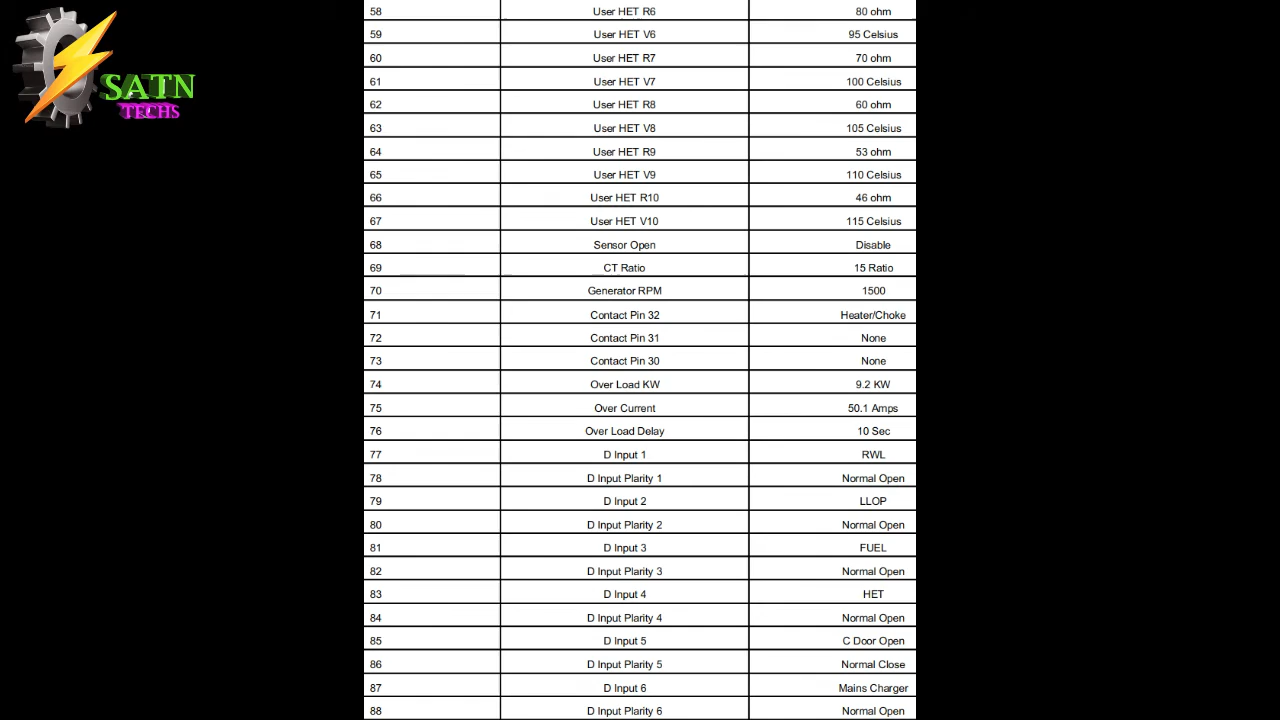 SATN
TECHS
58 User HET R6 80 ohm
59 User HET V6 95 Celsius
60 User HET R7 70 ohm
61 User HET V7 100 Celsius
62 User HET R8 60 ohm
63 User HET V8 105 Celsius
64 User HET R9 53 ohm
65 User HET V9 110 Celsius
66 User HET R10 46 ohm
67 User HET V10 115 Celsius
68 Sensor Open Disable
69 CT Ratio 15 Ratio
70 Generator RPM 1500
71 Contact Pin 32 Heater/Choke
72 Contact Pin 31 None
73 Contact Pin 30 None
74 Over Load KW 9.2 KW
75 Over Current 50.1 Amps
76 Over Load Delay 10 Sec
77 D Input 1 RWL
78 D Input Plarity 1 Normal Open
79 D Input 2 LLOP
80 D Input Plarity 2 Normal Open
81 D Input 3 FUEL
82 D Input Plarity 3 Normal Open
83 D Input 4 HET
84 D Input Plarity 4 Normal Open
85 D Input 5 C Door Open
86 D Input Plarity 5 Normal Close
87 D Input 6 Mains Charger
88 D Input Plarity 6 Normal Open